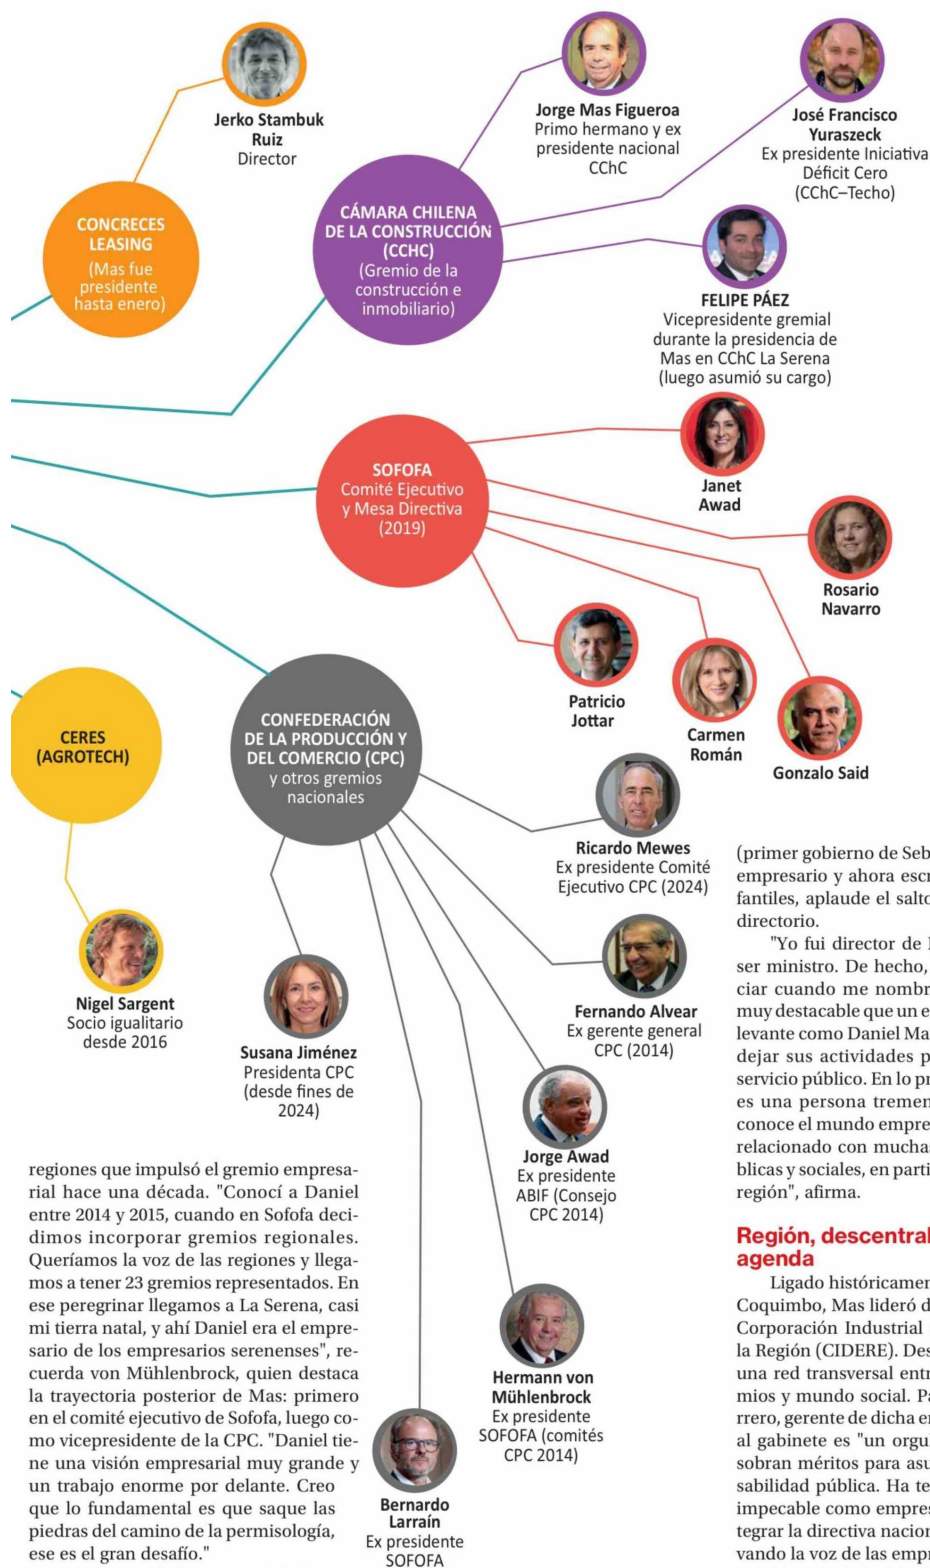 Jerko Stambuk
Ruiz
Director
CONCRECES
LEASING
(Mas fue
presidente
hasta enero)
Jorge Mas Figueroa
Primo hermano y ex
presidente nacional
CChC
José Francisco
Yuraszeck
Ex presidente Iniciativa
Déficit Cero
(CChC–Techo)
CÁMARA CHILENA
DE LA CONSTRUCCIÓN
(CCHC)
(Gremio de la
construcción e
inmobiliario)
FELIPE PÁEZ
Vicepresidente gremial
durante la presidencia de
Mas en CChC La Serena
(luego asumió su cargo)
SOFOFA
Comité Ejecutivo
y Mesa Directiva
(2019)
Janet
Awad
Rosario
Navarro
Patricio
Jottar
Carmen
Román
Gonzalo Said
CERES
(AGROTECH)
Nigel Sargent
Socio igualitario
desde 2016
CONFEDERACIÓN
DE LA PRODUCCIÓN Y
DEL COMERCIO (CPC)
y otros gremios
nacionales
Ricardo Mewes
Ex presidente Comité
Ejecutivo CPC (2024)
Fernando Alvear
Ex gerente general
CPC (2014)
Susana Jiménez
Presidenta CPC
(desde fines de
2024)
Jorge Awad
Ex presidente
ABIF (Consejo
CPC 2014)
Hermann von
Mühlenbrock
Ex presidente
SOFOFA (comités
CPC 2014)
Bernardo
Larraín
Ex presidente
SOFOFA
regiones que impulsó el gremio empresa-
rial hace una década. "Conocí a Daniel
entre 2014 y 2015, cuando en Sofofa deci-
dimos incorporar gremios regionales.
Queríamos la voz de las regiones y llega-
mos a tener 23 gremios representados. En
ese peregrinar llegamos a La Serena, casi
mi tierra natal, y ahí Daniel era el empre-
sario de los empresarios serenenses", re-
cuerda von Mühlenbrock, quien destaca
la trayectoria posterior de Mas: primero
en el comité ejecutivo de Sofofa, luego co-
mo vicepresidente de la CPC. "Daniel tie-
ne una visión empresarial muy grande y
un trabajo enorme por delante. Creo
que lo fundamental es que saque las
piedras del camino de la permisología,
ese es el gran desafío."
(primer gobierno de Seb
empresario y ahora escr
fantiles, aplaude el salto
directorio.
"Yo fui director de
ser ministro. De hecho,
ciar cuando me nombr
muy destacable que un e
levante como Daniel Ma
dejar sus actividades p
servicio público. En lo pr
es una persona tremen
conoce el mundo empre
relacionado con mucha
blicas y sociales, en parti
región", afirma.
Región, descentral
agenda
Ligado históricamen
Coquimbo, Mas lideró d
Corporación Industrial
la Región (CIDERE). Des
una red transversal entr
mios y mundo social. Pa
rrero, gerente de dicha en
al gabinete es "un orgul
sobran méritos para asu
sabilidad pública. Ha te
impecable como empres
tegrar la directiva nacion
vando la voz de las empr